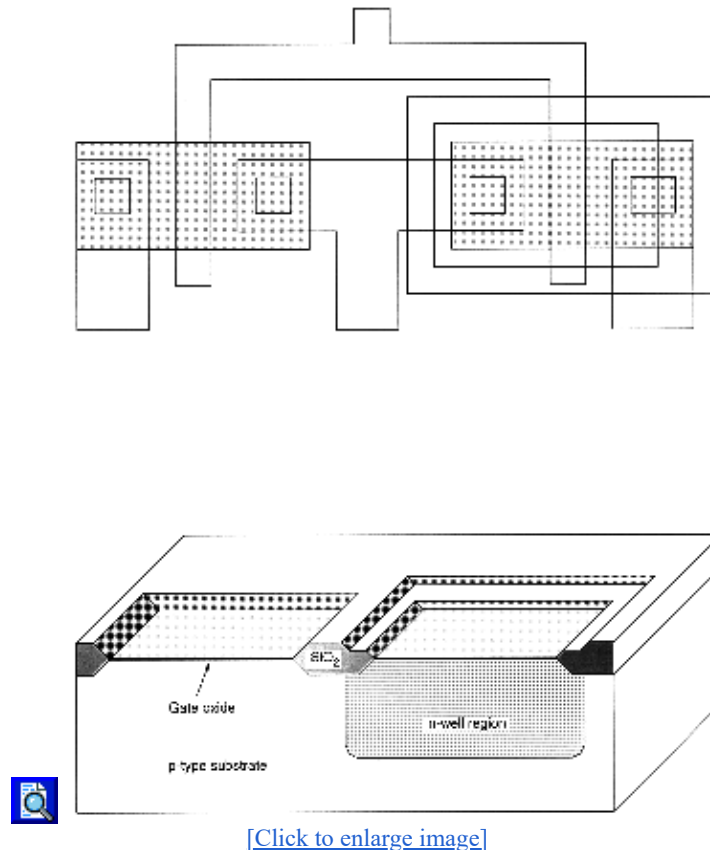 SiO2
Gate oxide
n-well region
p type substrate
[Click to enlarge image]